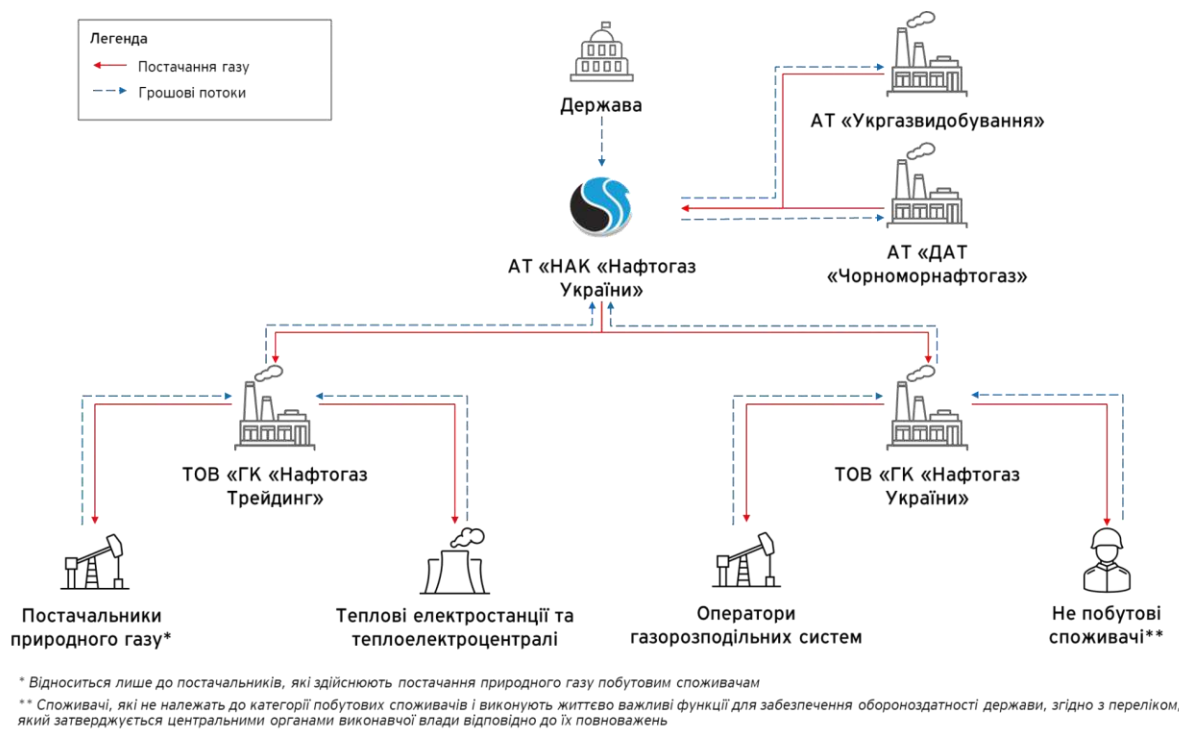 Легенда
Постачання газу
Грошові потоки
Держава
АТ «Укргазвидобування»
АТ «НАК «Нафтогаз
України»
АТ «ДАТ
«Чорноморнафтогаз»
ТОВ «ГК «Нафтогаз
Трейдинг»
ТОВ «ГК «Нафтогаз
України»
Постачальники
природного газу*
Теплові електростанції та
теплоелектроцентралі
Оператори
газорозподільних систем
Не побутові
споживачі**
* Відноситься лише до постачальників, які здійснюють постачання природного газу побутовим споживачам
** Споживачі, які не належать до категорії побутових споживачів і виконують життєво важливі функції для забезпечення обороноздатності держави, згідно з переліком,
який затверджується центральними органами виконавчої влади відповідно до їх повноважень